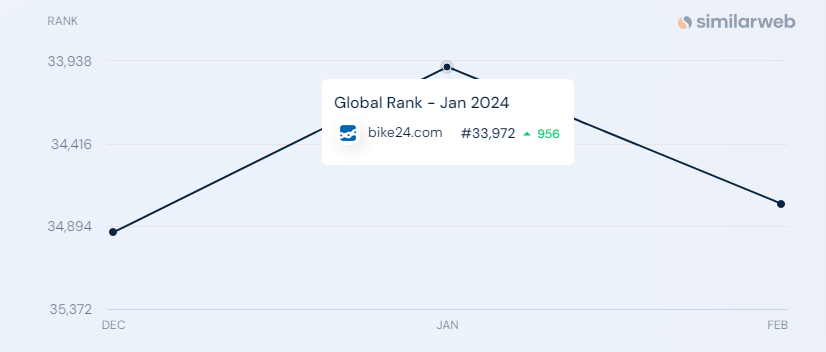 RANK
similarweb
33,938
Global Rank - Jan 2024
bike24.com #33,972 956
34,416
34,894
35,372
DEC JAN FEB